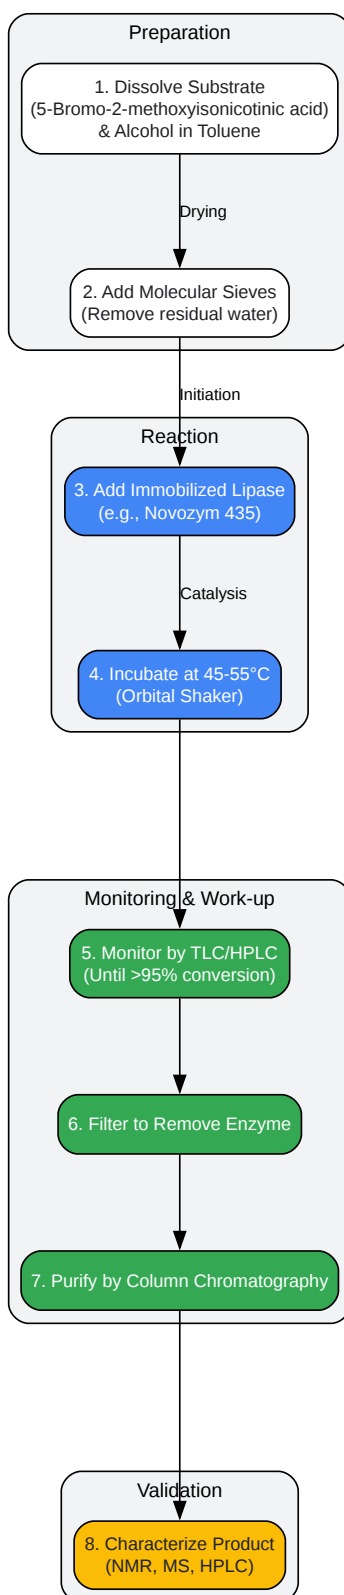 Preparation
1. Dissolve Substrate
(5-Bromo-2-methoxyisonicotinic acid)
& Alcohol in Toluene
Drying
2. Add Molecular Sieves
(Remove residual water)
Initiation
Reaction
3. Add Immobilized Lipase
(e.g., Novozym 435)
Catalysis
4. Incubate at 45-55°C
(Orbital Shaker)
Monitoring & Work-up
5. Monitor by TLC/HPLC
(Until >95% conversion)
6. Filter to Remove Enzyme
7. Purify by Column Chromatography
Validation
8. Characterize Product
(NMR, MS, HPLC)